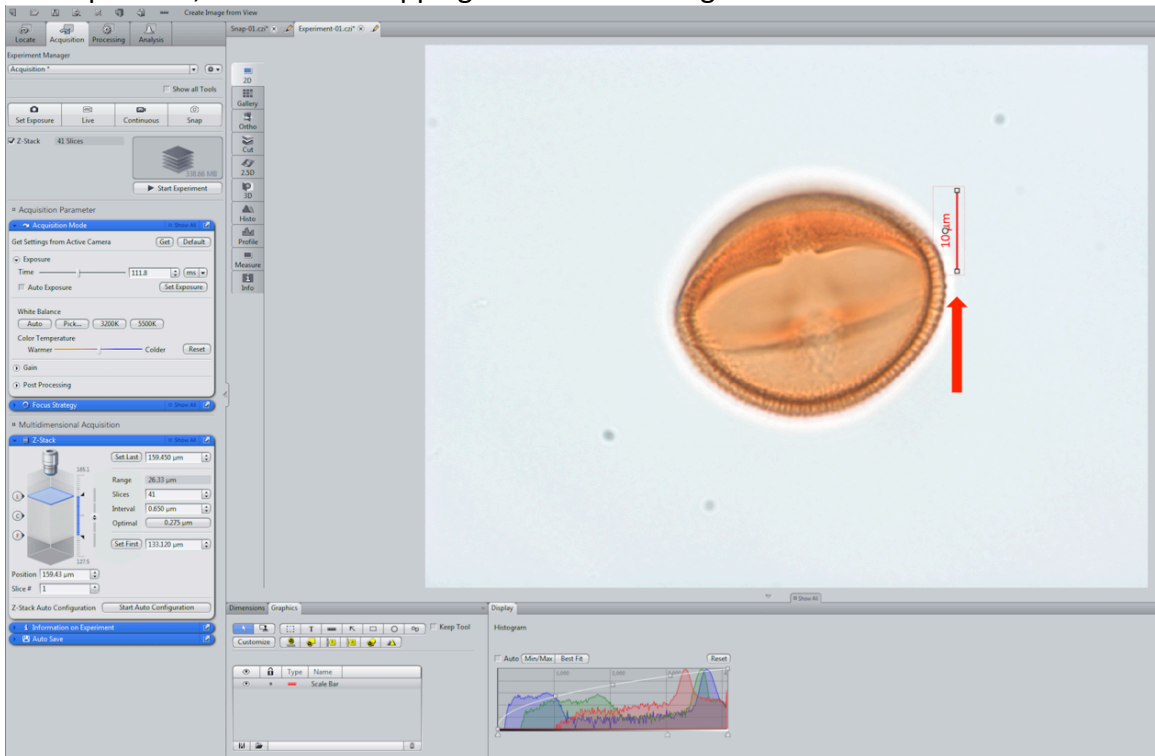 Create Image from View
Locate Acquisition Processing Analysis
Snap-01.czi* Experiment-01.czi*
Experiment Manager
Acquisition *
Show all Tools
Set Exposure Live Continuous Snap
Z-Stack 41 Slices
Start Experiment
Acquisition Parameter
Acquisition Mode Show All
Get Settings from Active Camera Get Default
Exposure
Time 111.8 ms
Auto Exposure Set Exposure
White Balance
Auto Pick... 3200K 5500K
Color Temperature
Warmer Colder Reset
Gain
Post Processing
Focus Strategy Show All
Multidimensional Acquisition
Z-Stack Show All
Set Last 159.450 µm
Range 26.33 µm
Slices 41
Interval 0.650 µm
Optimal 0.275 µm
Set First 133.120 µm
127.5
Position 159.43 µm
Slice # 1
Z-Stack Auto Configuration Start Auto Configuration
Information on Experiment
Auto Save
2D
Gallery
Ortho
Cut
2.5D
3D
Histo
Profile
Measure
Info
10 µm
Show All
Dimensions Graphics
Keep Tool
Customize
Type Name
Scale Bar
Display
Histogram
Auto Min/Max Best Fit Reset